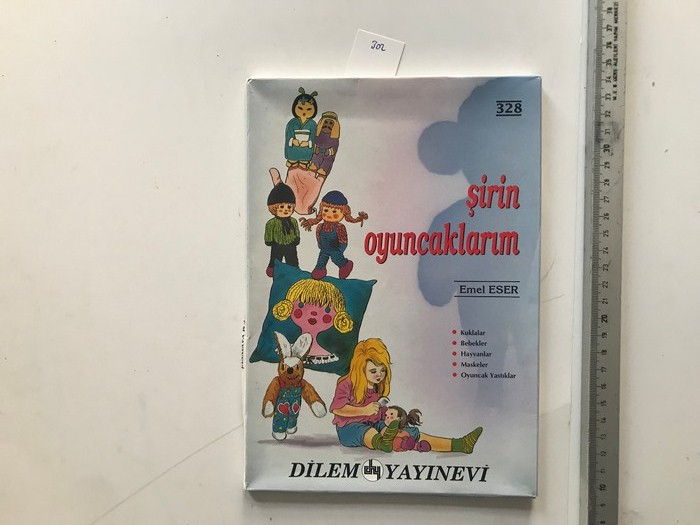 302
328
şirin
oyuncaklarım
Emel ESER
• Kuklalar
• Bebekler
• Hayvanlar
• Maskeler
• Oyuncak Yastıklar
DİLEM dy YAYINEVİ